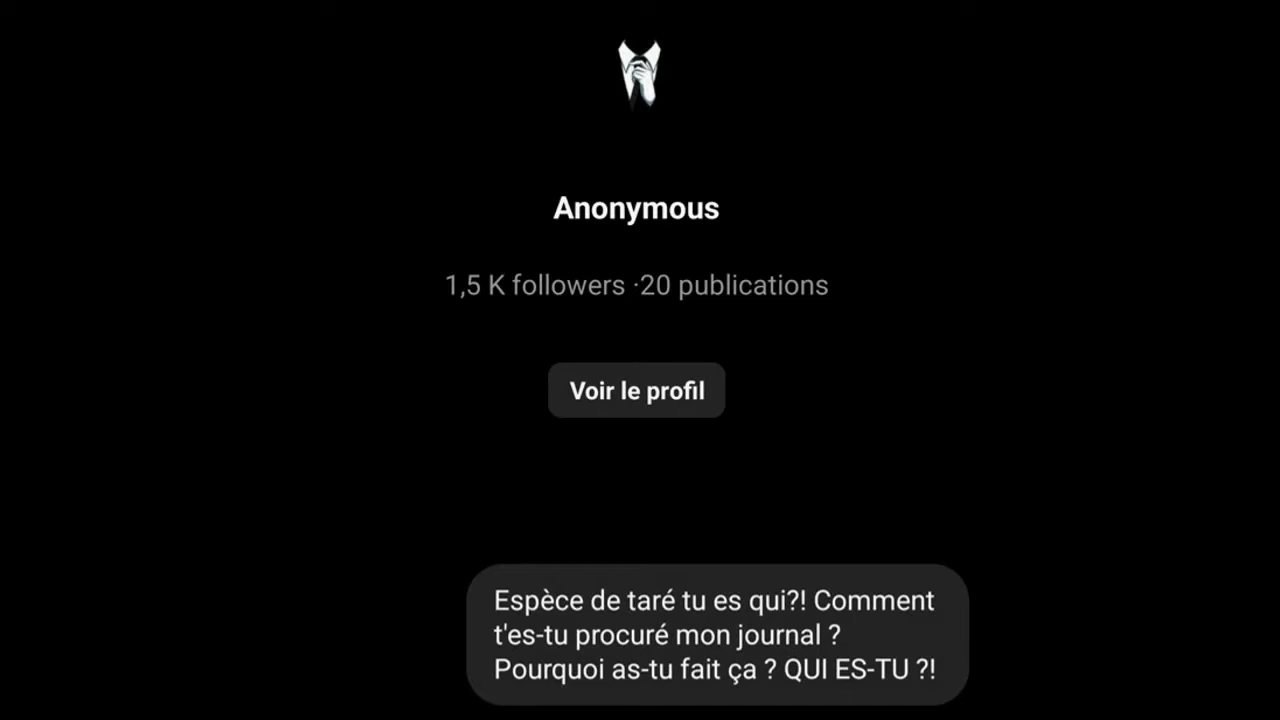 Anonymous
1,5 K followers ·20 publications
Voir le profil
Espèce de taré tu es qui?! Comment
t'es-tu procuré mon journal ?
Pourquoi as-tu fait ça ? QUI ES-TU ?!